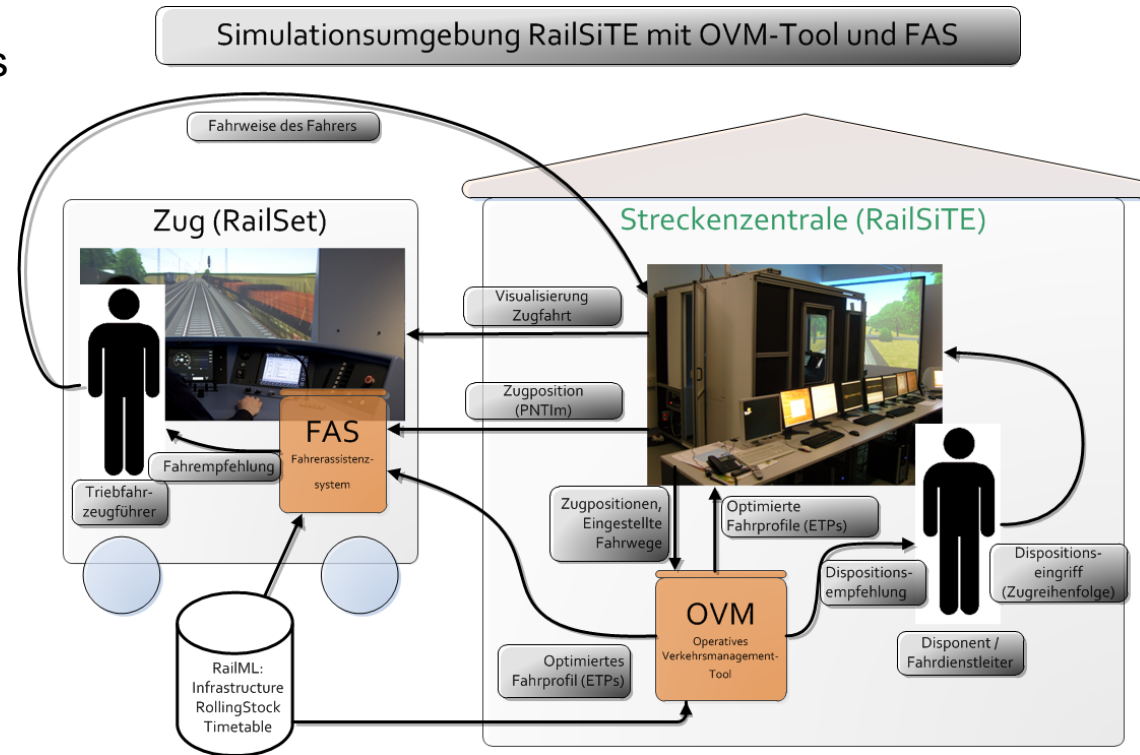 Simulationsumgebung RailSiTE mit OVM-Tool und FAS
s
Fahrweise des Fahrers
Zug (RailSet)
Streckenzentrale (RailSiTE)
Visualisierung
Zugfahrt
Zugposition
(PNTIm)
FAS
Fahrerassistenz-
system
Fahrempfehlung
Triebfahr-
zeugführer
Zugpositionen,
Eingestellte
Fahrwege
Optimierte
Fahrprofile (ETPs)
Dispositions-
empfehlung
Dispositions-
eingriff
(Zugreihenfolge)
OVM
Operatives
Verkehrsmanagement-
Tool
Disponent /
Fahrdienstleiter
Optimiertes
Fahrprofil (ETPs)
RailML:
Infrastructure
RollingStock
Timetable